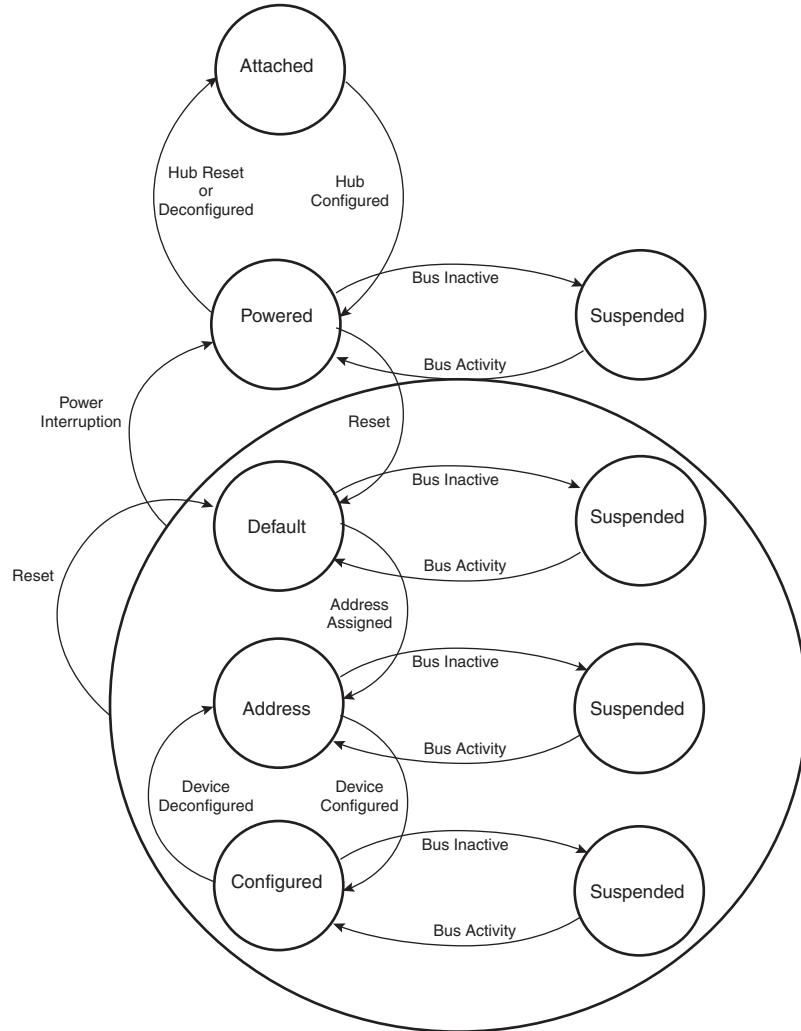 Attached
Hub Reset
or
Deconfigured
Hub
Configured
Bus Inactive
Powered
Suspended
Bus Activity
Power
Interruption
Reset
Bus Inactive
Default
Suspended
Bus Activity
Reset
Address
Assigned
Bus Inactive
Address
Suspended
Bus Activity
Device
Deconfigured
Device
Configured
Bus Inactive
Configured
Suspended
Bus Activity